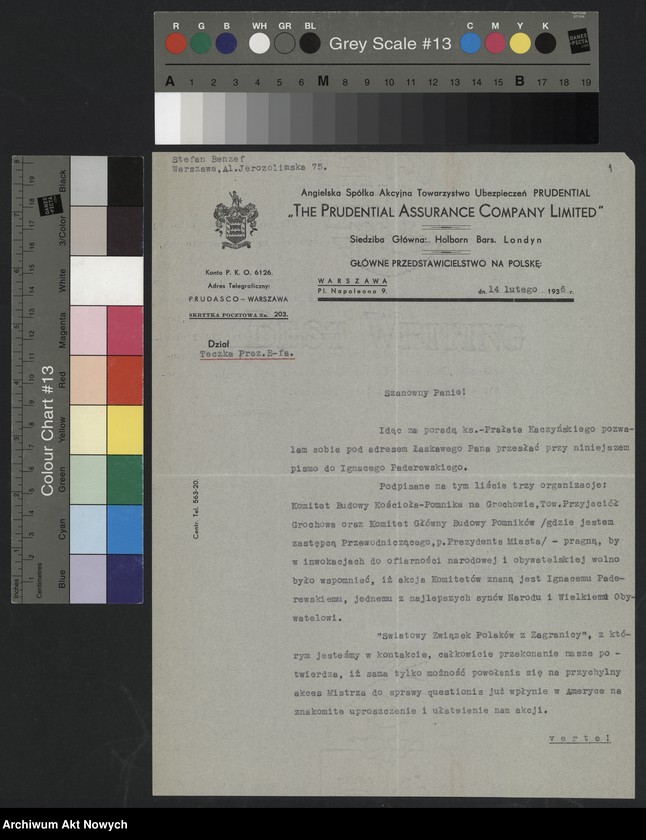 R G B WH GR BL Grey Scale #13 C M Y K
DANES PICTA
A 1 2 3 4 5 6 M 8 9 10 11 12 13 14 15 B 17 18 19
Colour Chart #13
Black
3/Color
White
Magenta
Red
Yellow
Green
Cyan
Blue
Centimetres
Inches
Stefan Benzef
Warszawa,Al.Jerozolimska 75.
Angielska Spółka Akcyjna Towarzystwo Ubezpieczeń PRUDENTIAL
„THE PRUDENTIAL ASSURANCE COMPANY LIMITED”
Siedziba Główna: Holborn Bars. Londyn
GŁÓWNE PRZEDSTAWICIELSTWO NA POLSKĘ:
Konto P. K. O. 6126.
Adres Telegraficzny:
PRUDASCO — WARSZAWA
SKRYTKA POCZTOWA No. 203.
WARSZAWA
Pl. Napoleona 9.
dn. 14 lutego 1936 r.
Dział
Teczka Prez.B-fa.
Szanowny Panie!
Idąc za poradą ks.-Prałata Kaczyńskiego pozwa-
lam sobie pod adresem Łaskawego Pana przesłać przy niniejszem
pismo do Ignacego Paderewskiego.
Podpisane na tym liście trzy organizacje:
Komitet Budowy Kościoła-Pomnika na Grochowie,Tow.Przyjaciół
Grochowa oraz Komitet Główny Budowy Pomników /gdzie jestem
zastępcą Przewodniczącego,p.Prezydenta Miasta/ - pragną, by
w inwokacjach do ofiarności narodowej i obywatelskiej wolno
było wspomnieć, iż akcja Komitetów znaną jest Ignacemu Pade-
rewskiemu, jednemu z najlepszych synów Narodu i Wielkiemu Oby-
watelowi.
"Swiatowy Związek Polaków z Zagranicy", z któ-
rym jesteśmy w kontakcie, całkowicie przekonanie nasze po -
twierdza, iż sama tylko możność powołania się na przychylny
akces Mistrza do sprawy questionis już wpłynie w Ameryce na
znakomite uproszczenie i ułatwienie nam akcji.
v e r t e !
Centr. Tel. 563-20.
Archiwum Akt Nowych